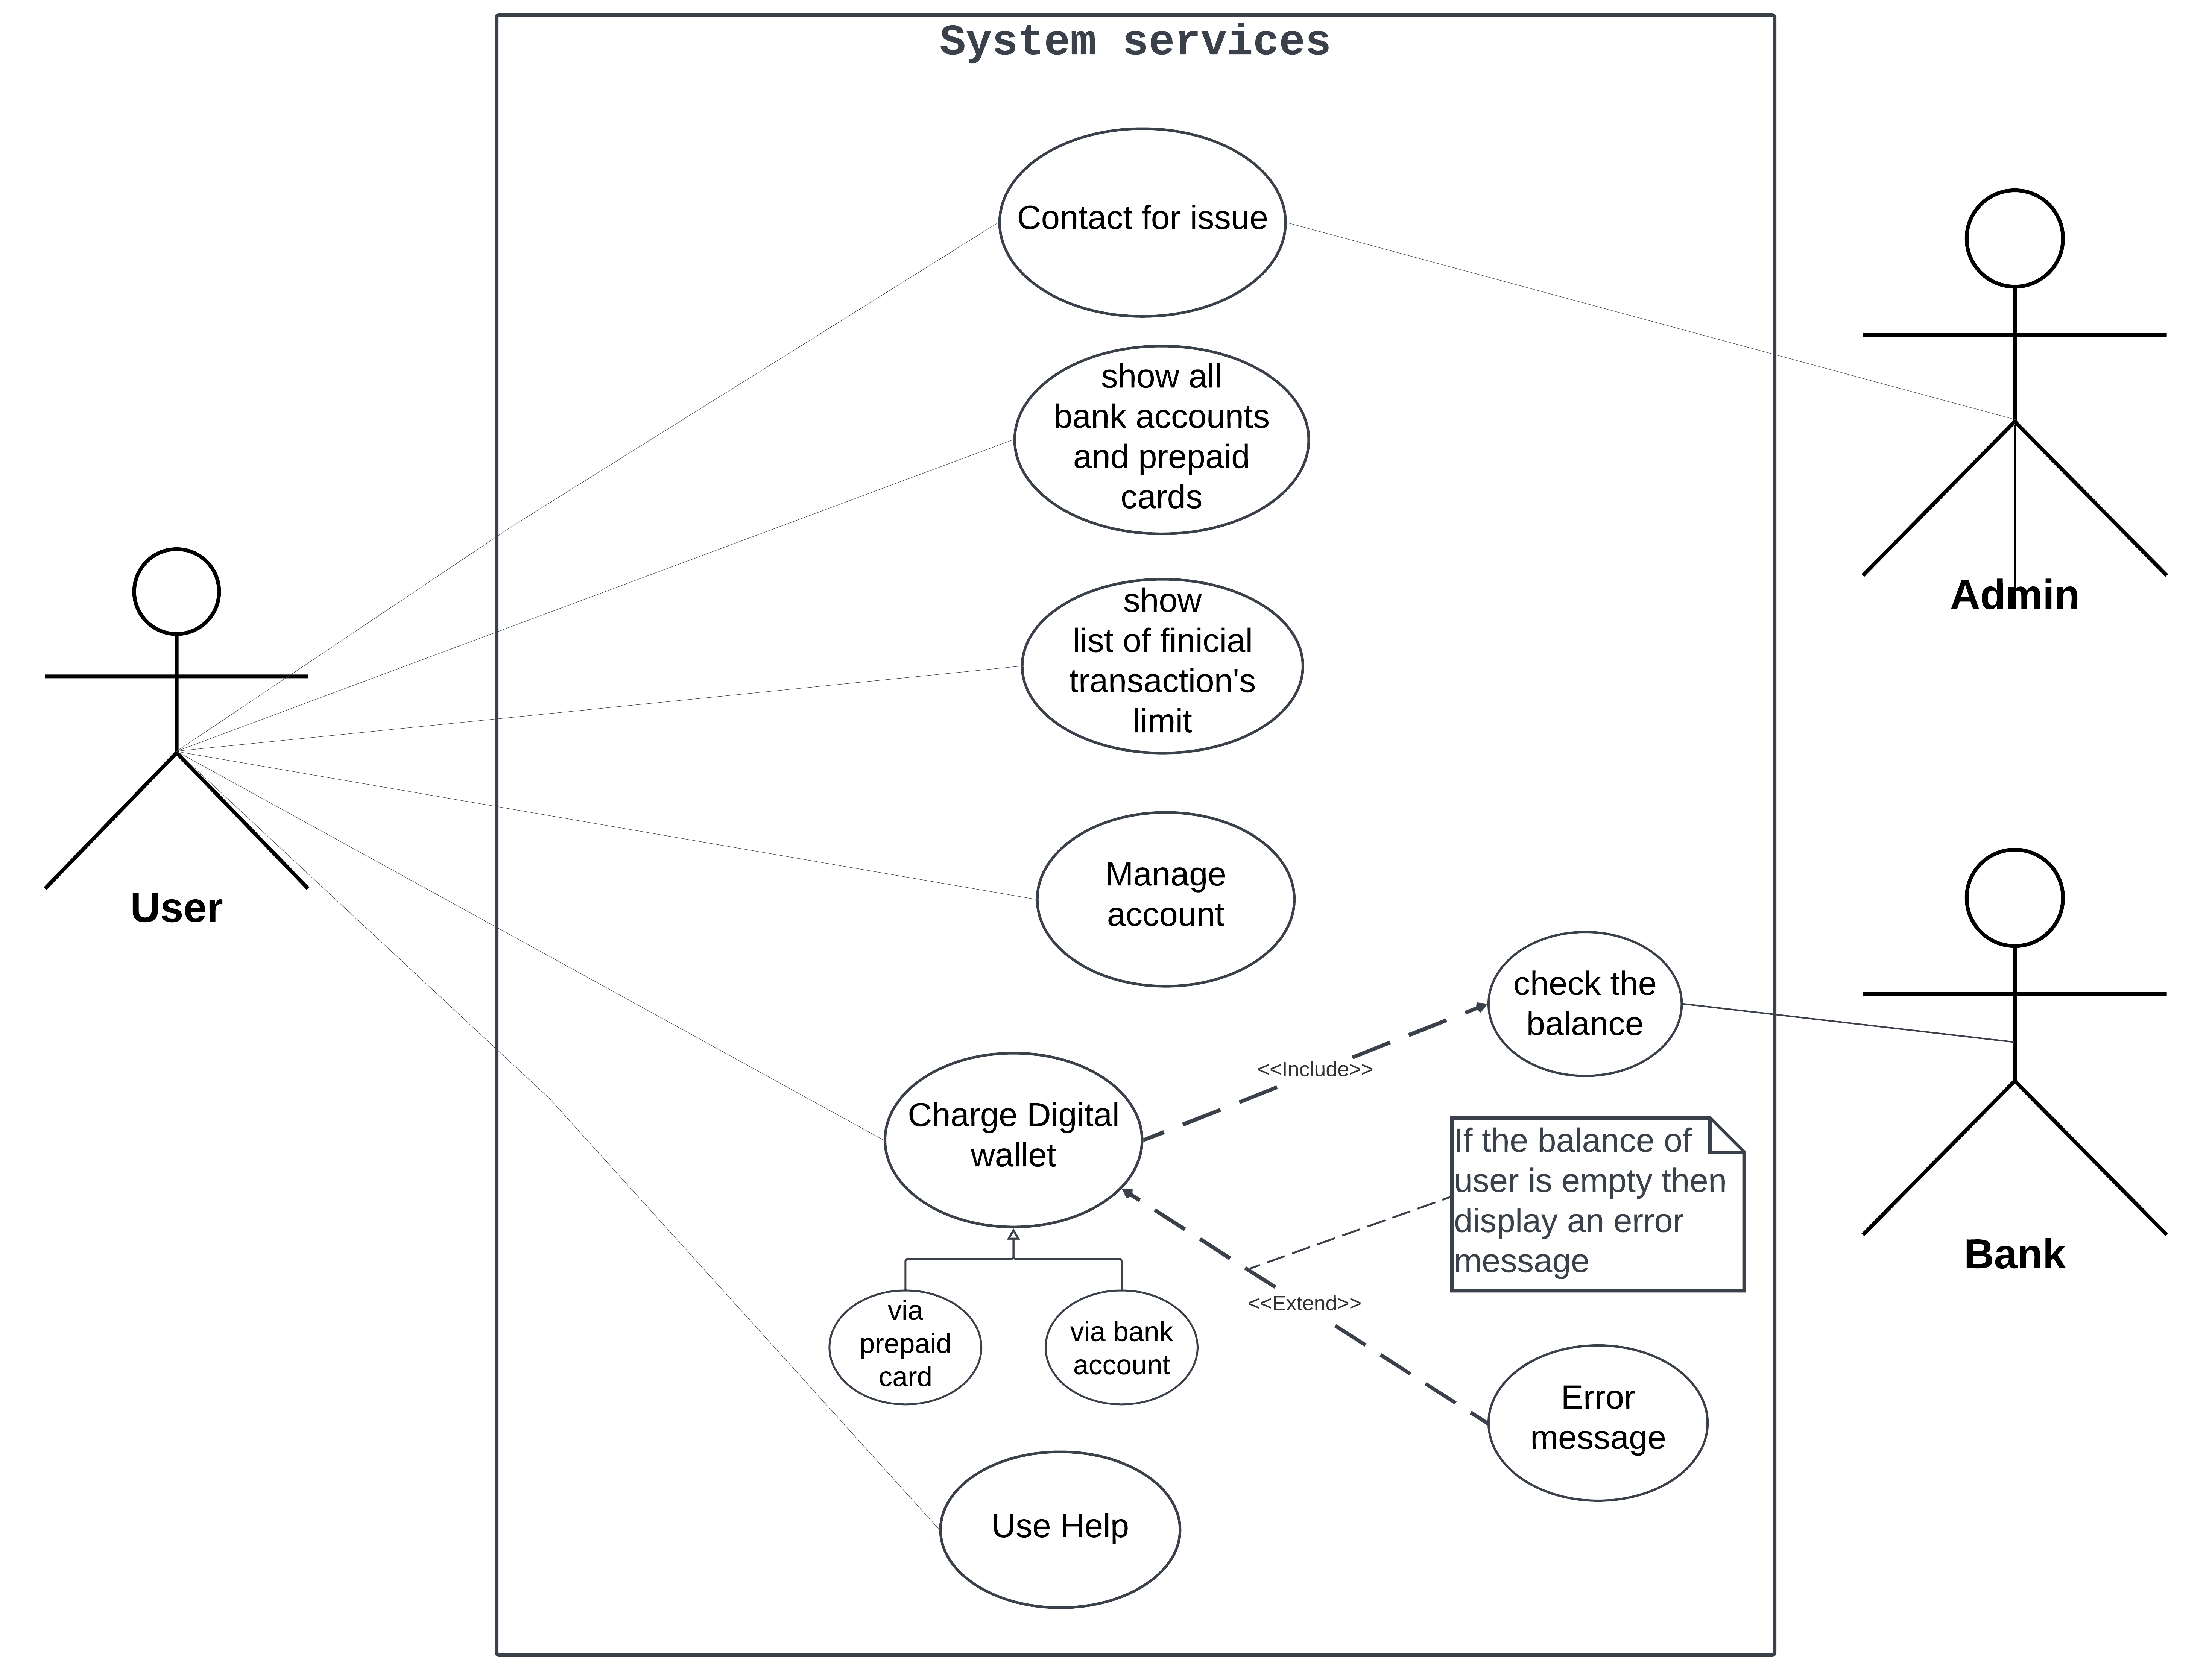 System services
Contact for issue
show all
bank accounts
and prepaid
cards
show
list of finicial
transaction's
limit
Admin
User
Manage
account
check the
balance
<<Include>>
Charge Digital
wallet
If the balance of
user is empty then
display an error
message
Bank
<<Extend>>
via
prepaid
card
via bank
account
Error
message
Use Help